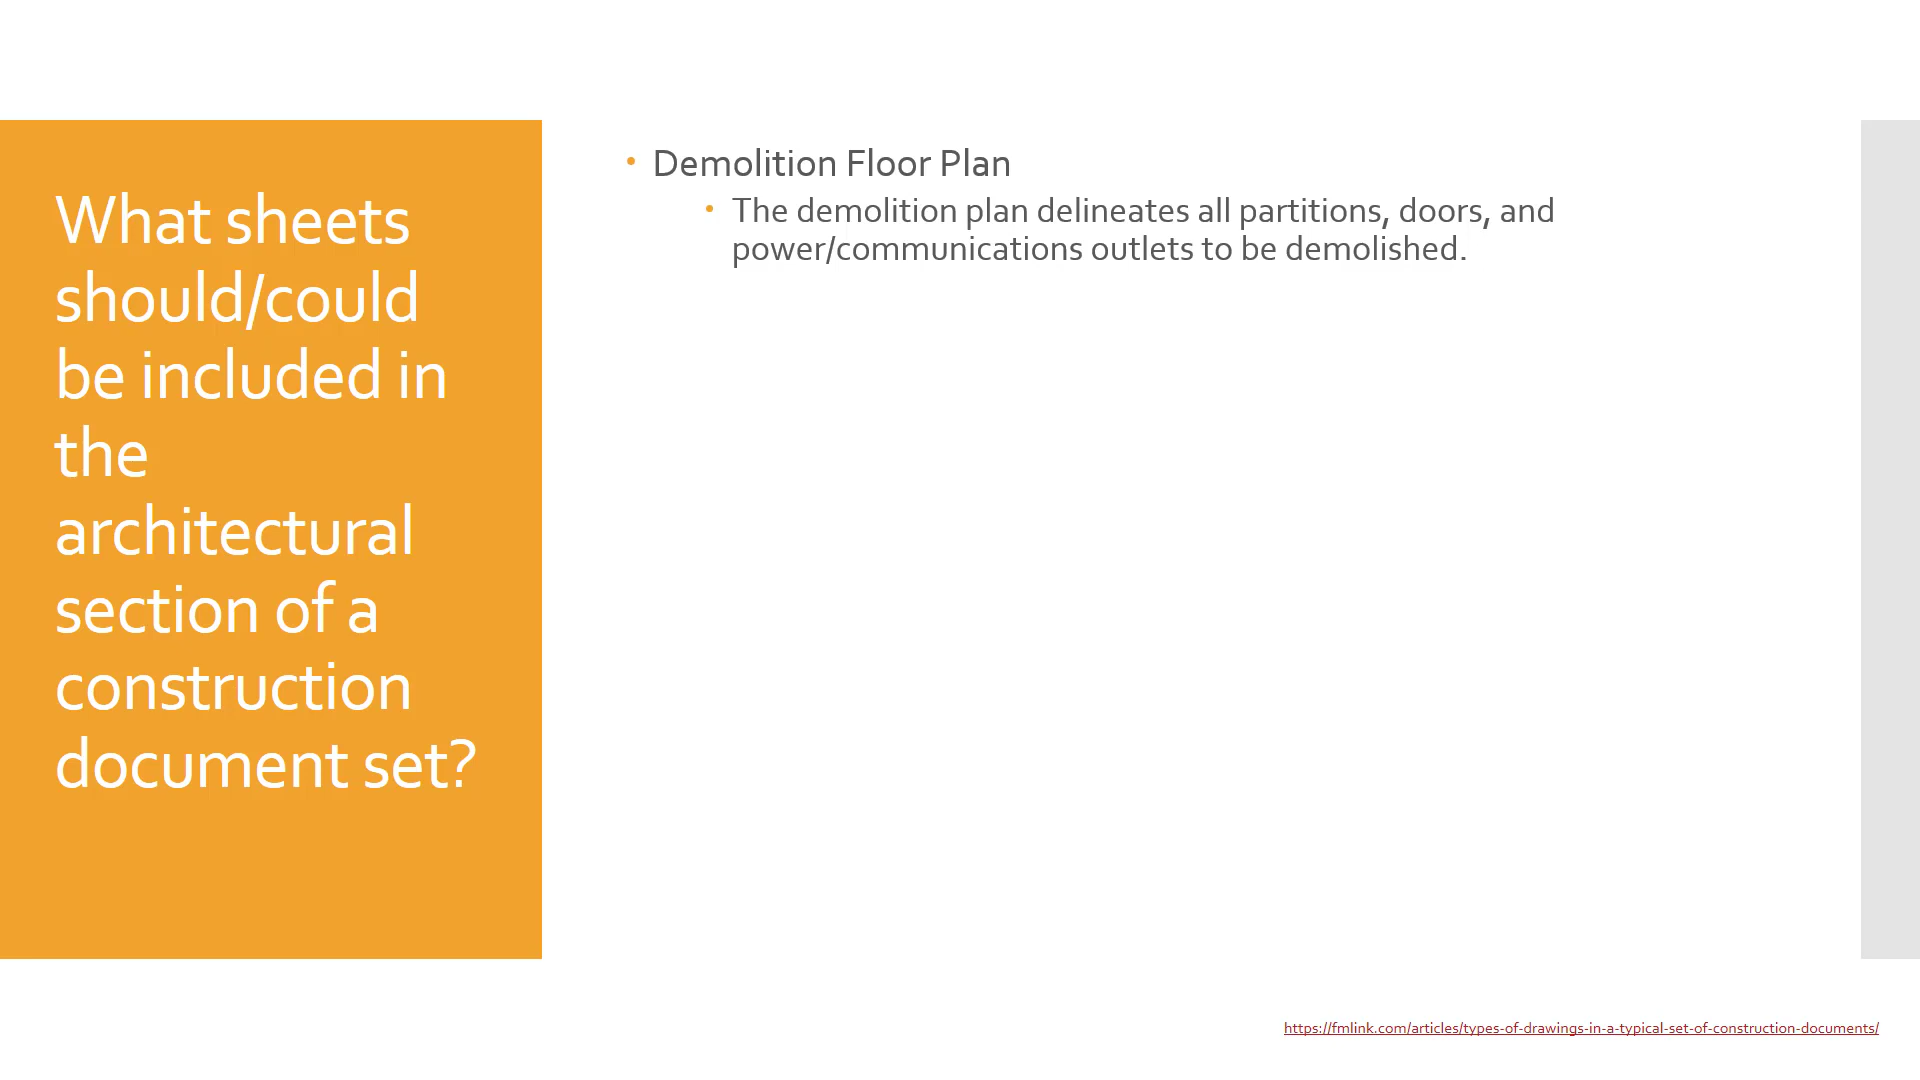 What sheets
should/could
be included in
the
architectural
section of a
construction
document set?
• Demolition Floor Plan
• The demolition plan delineates all partitions, doors, and
power/communications outlets to be demolished.
https://fmlink.com/articles/types-of-drawings-in-a-typical-set-of-construction-documents/